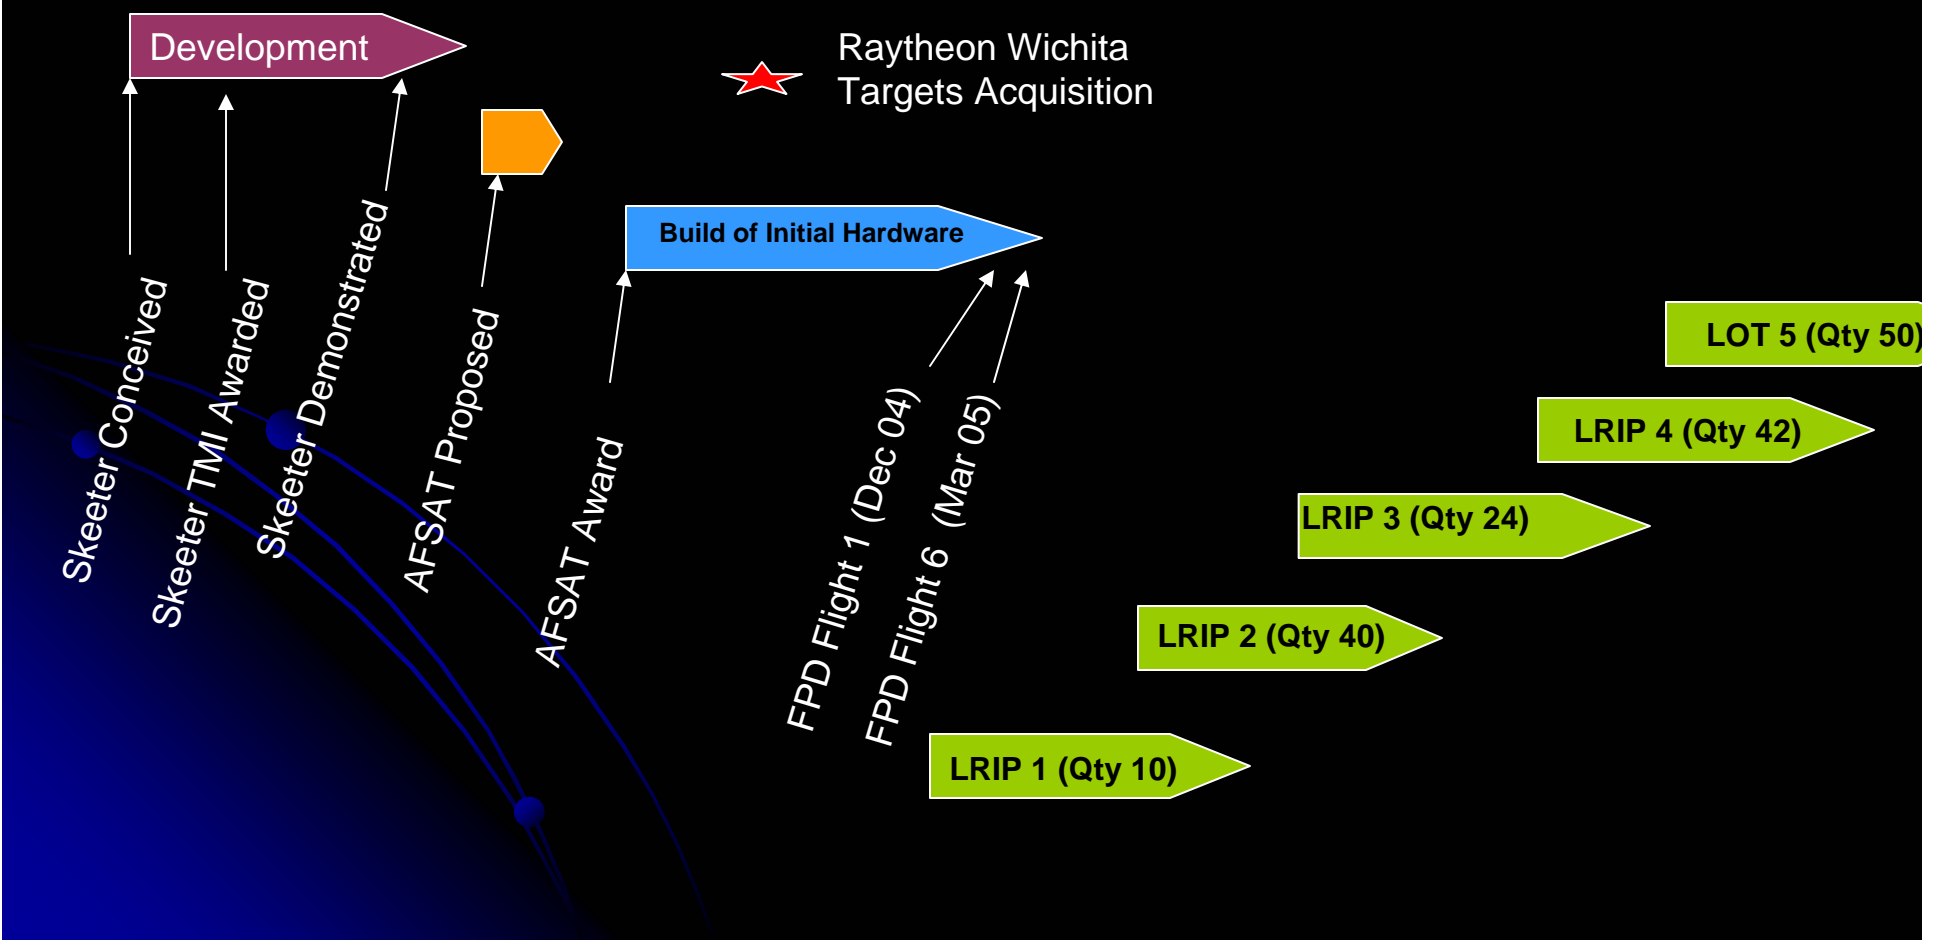 Development
Raytheon Wichita
Targets Acquisition
Build of Initial Hardware
Skeeter Conceived
Skeeter TMI Awarded
Skeeter Demonstrated
AFSAT Proposed
AFSAT Award
FPD Flight 1 (Dec 04)
FPD Flight 6 (Mar 05)
LOT 5 (Qty 50)
LRIP 4 (Qty 42)
LRIP 3 (Qty 24)
LRIP 2 (Qty 40)
LRIP 1 (Qty 10)